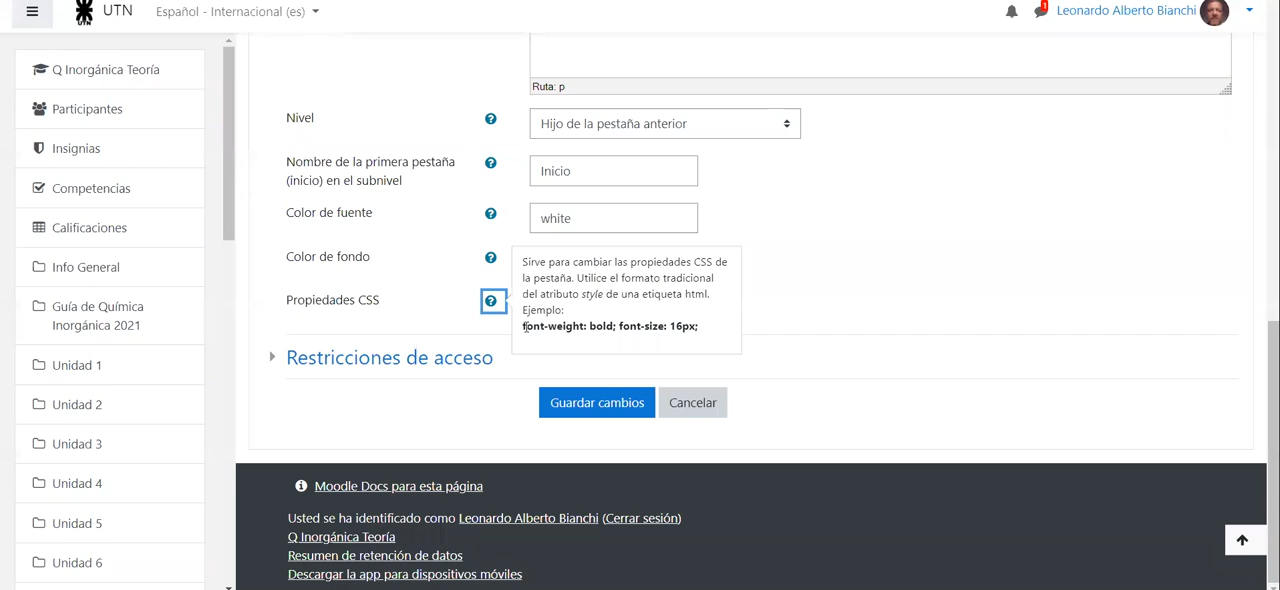 UTN
UTN
Español - Internacional (es)
1
Leonardo Alberto Bianchi
Q Inorgánica Teoría
Participantes
Insignias
Competencias
Calificaciones
Info General
Guía de Química
Inorgánica 2021
Unidad 1
Unidad 2
Unidad 3
Unidad 4
Unidad 5
Unidad 6
Ruta: p
Nivel
Hijo de la pestaña anterior
Nombre de la primera pestaña
(inicio) en el subnivel
Inicio
Color de fuente
white
Color de fondo
Propiedades CSS
Sirve para cambiar las propiedades CSS de
la pestaña. Utilice el formato tradicional
del atributo style de una etiqueta html.
Ejemplo:
font-weight: bold; font-size: 16px;
Restricciones de acceso
Guardar cambios
Cancelar
Moodle Docs para esta página
Usted se ha identificado como Leonardo Alberto Bianchi (Cerrar sesión)
Q Inorgánica Teoría
Resumen de retención de datos
Descargar la app para dispositivos móviles